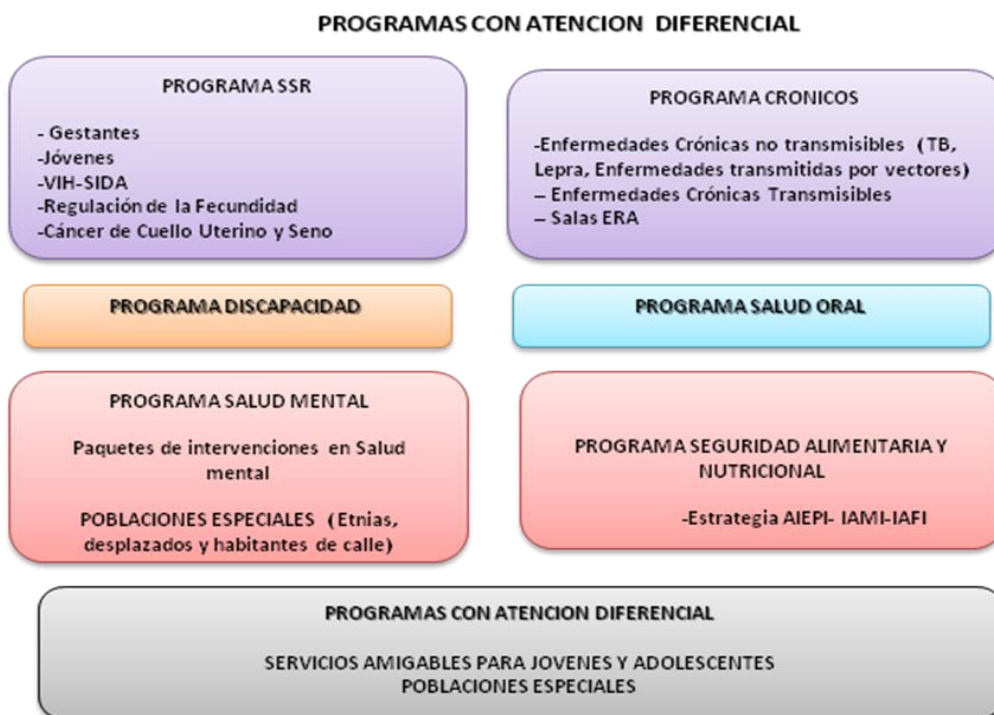 PROGRAMAS CON ATENCION DIFERENCIAL
PROGRAMA SSR
- Gestantes
-Jóvenes
-VIH-SIDA
-Regulación de la Fecundidad
-Cáncer de Cuello Uterino y Seno
PROGRAMA CRONICOS
-Enfermedades Crónicas no transmisibles (TB,
Lepra, Enfermedades transmitidas por vectores)
– Enfermedades Crónicas Transmisibles
– Salas ERA
PROGRAMA DISCAPACIDAD
PROGRAMA SALUD ORAL
PROGRAMA SALUD MENTAL
Paquetes de intervenciones en Salud
mental
POBLACIONES ESPECIALES (Etnias,
desplazados y habitantes de calle)
PROGRAMA SEGURIDAD ALIMENTARIA Y
NUTRICIONAL
-Estrategia AIEPI- IAMI-IAFI
PROGRAMAS CON ATENCION DIFERENCIAL
SERVICIOS AMIGABLES PARA JOVENES Y ADOLESCENTES
POBLACIONES ESPECIALES